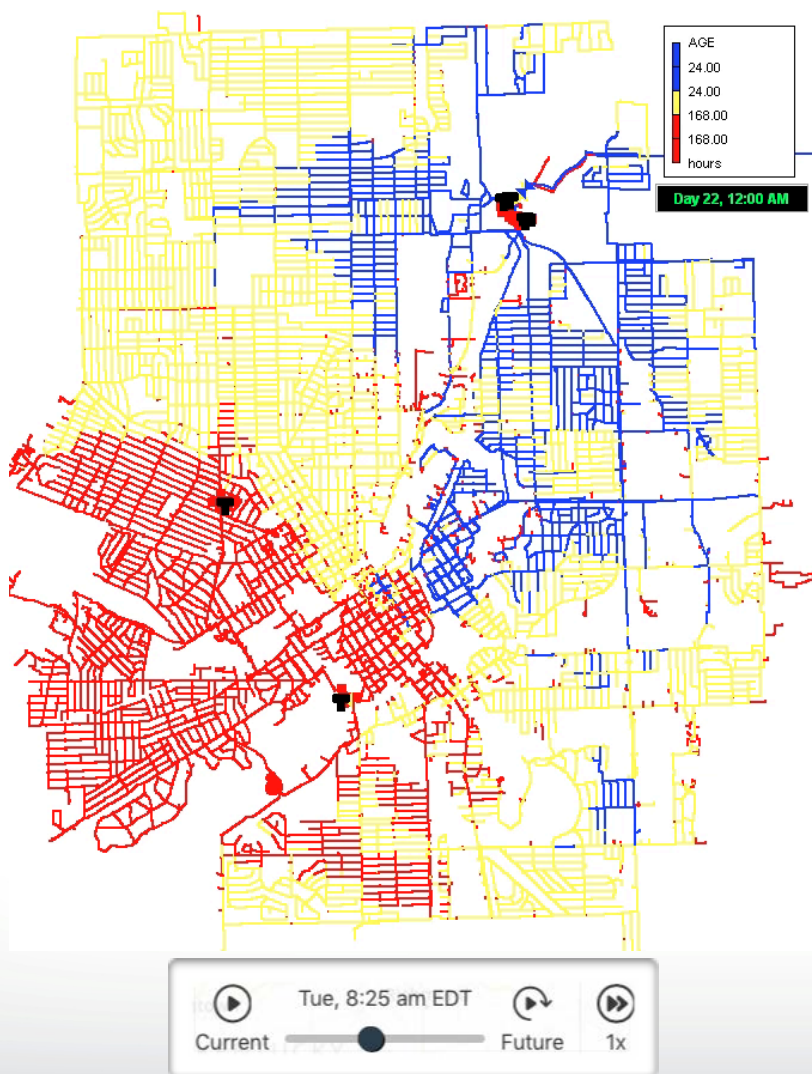 AGE
24.00
24.00
168.00
168.00
hours
Day 22, 12:00 AM
Tue, 8:25 am EDT
Current
Future
1x